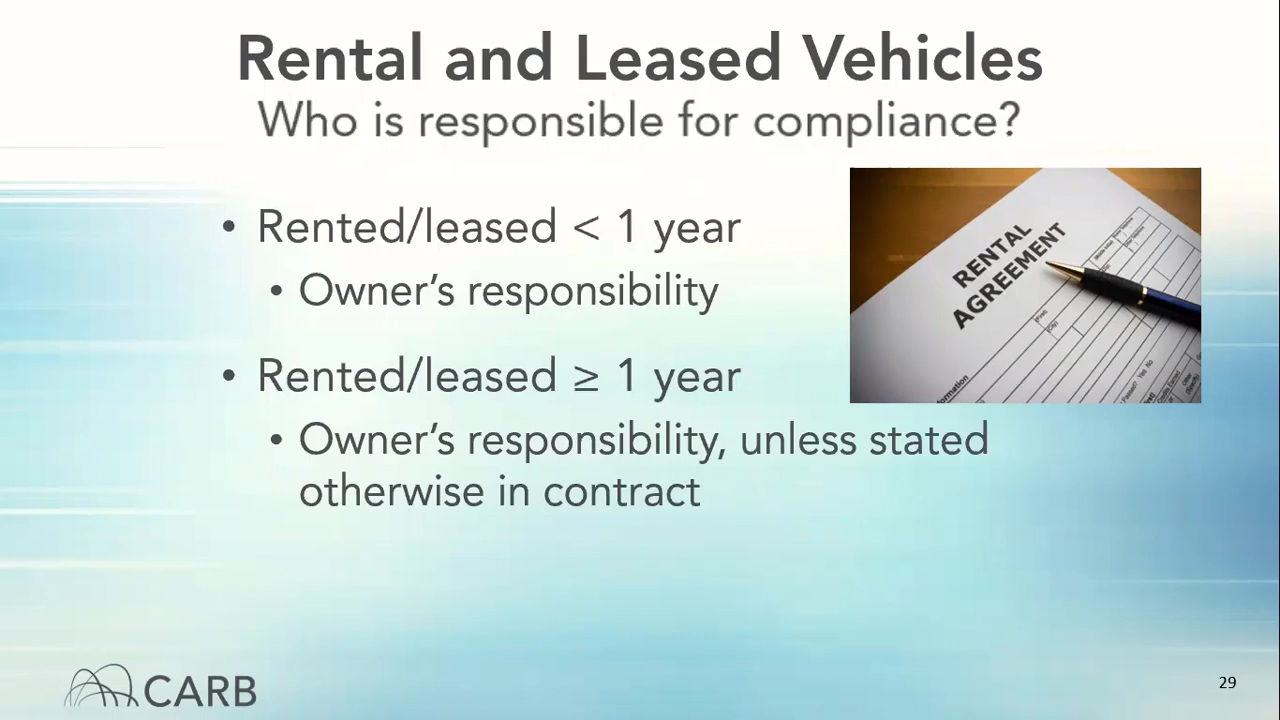 Rental and Leased Vehicles
Who is responsible for compliance?
• Rented/leased < 1 year
• Owner’s responsibility
• Rented/leased ≥ 1 year
• Owner’s responsibility, unless stated
otherwise in contract
RENTAL
AGREEMENT
CARB
29